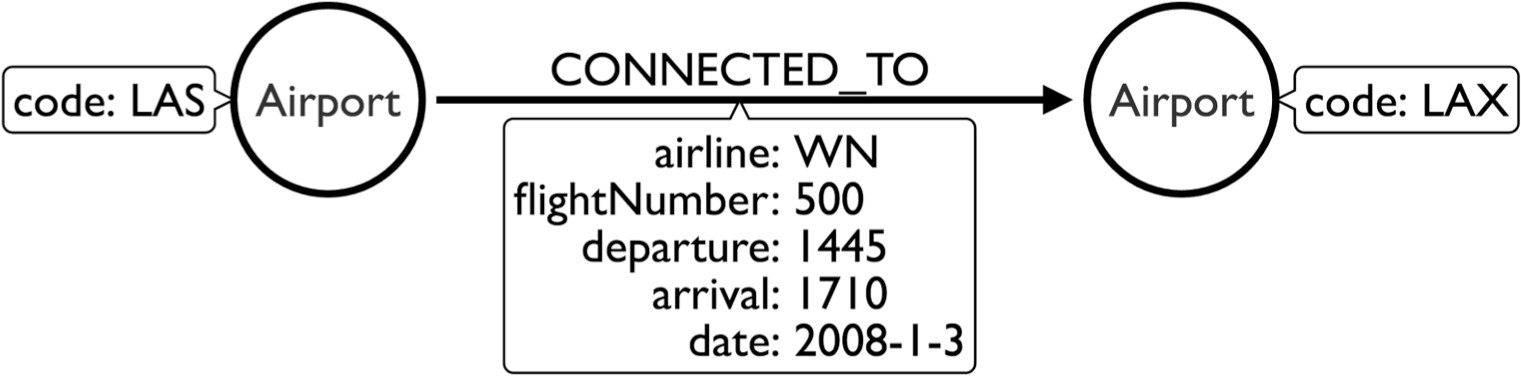 code: LAS
Airport
CONNECTED_TO
airline: WN
flightNumber: 500
departure: 1445
arrival: 1710
date: 2008-1-3
Airport
code: LAX